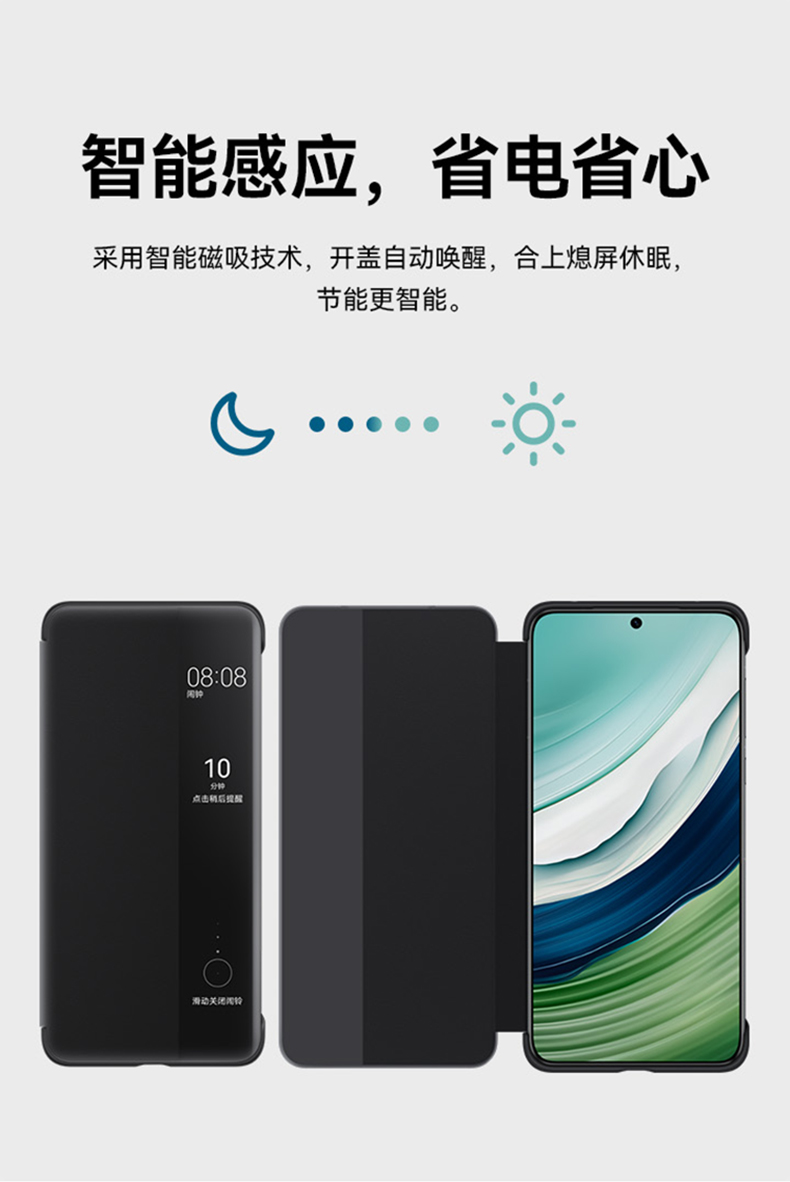 智能感应，省电省心
采用智能磁吸技术，开盖自动唤醒，合上熄屏休眠，
节能更智能。
08:08
闹钟
10
分钟
点击稍后提醒
滑动关闭闹铃